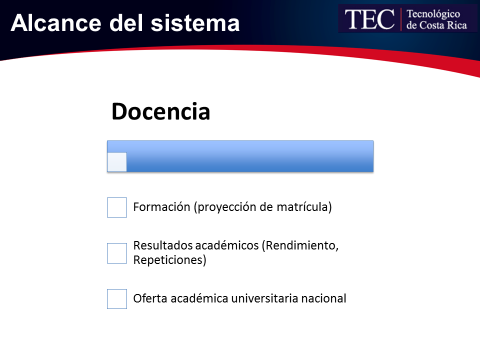 Alcance del sistema
TEC | Tecnológico
de Costa Rica
Docencia
Formación (proyección de matrícula)
Resultados académicos (Rendimiento,
Repeticiones)
Oferta académica universitaria nacional